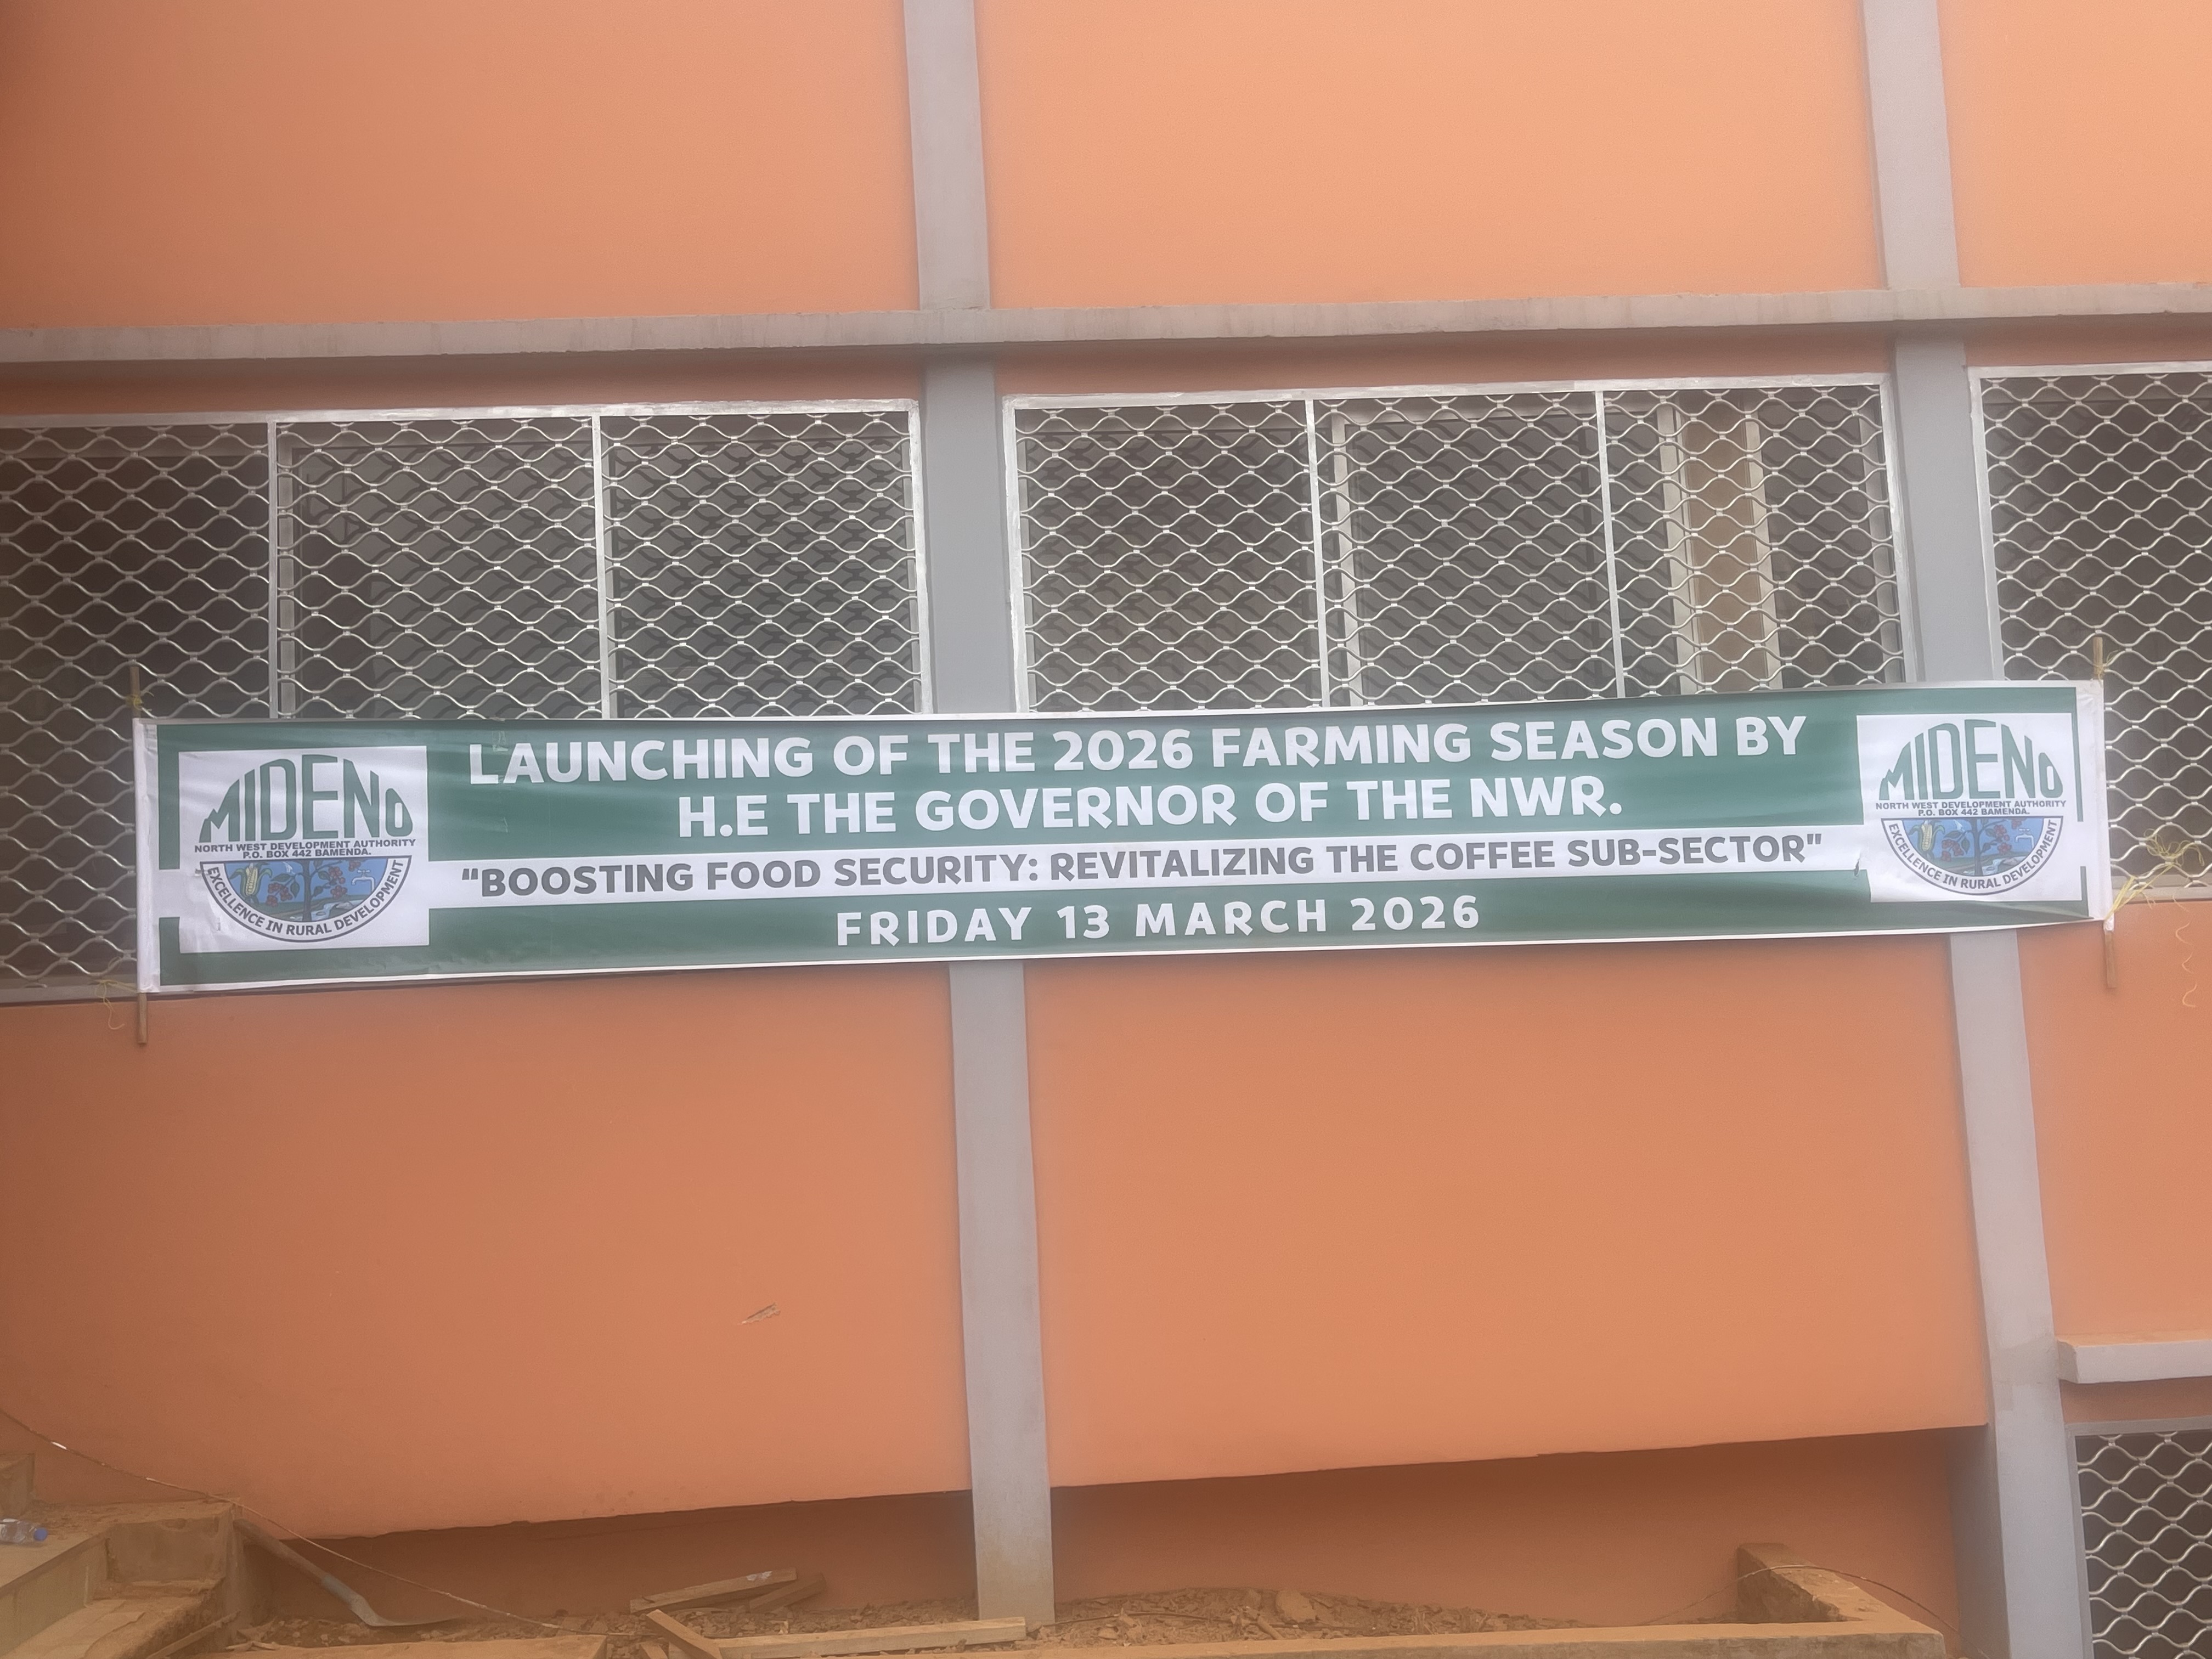 LAUNCHING OF THE 2026 FARMING SEASON BY
H.E THE GOVERNOR OF THE NWR.
"BOOSTING FOOD SECURITY: REVITALIZING THE COFFEE SUB-SECTOR"
FRIDAY 13 MARCH 2026
MIDENO
NORTH WEST DEVELOPMENT AUTHORITY
P.O. BOX 442 BAMENDA.
EXCELLENCE IN RURAL DEVELOPMENT
MIDENO
NORTH WEST DEVELOPMENT AUTHORITY
P.O. BOX 442 BAMENDA.
EXCELLENCE IN RURAL DEVELOPMENT